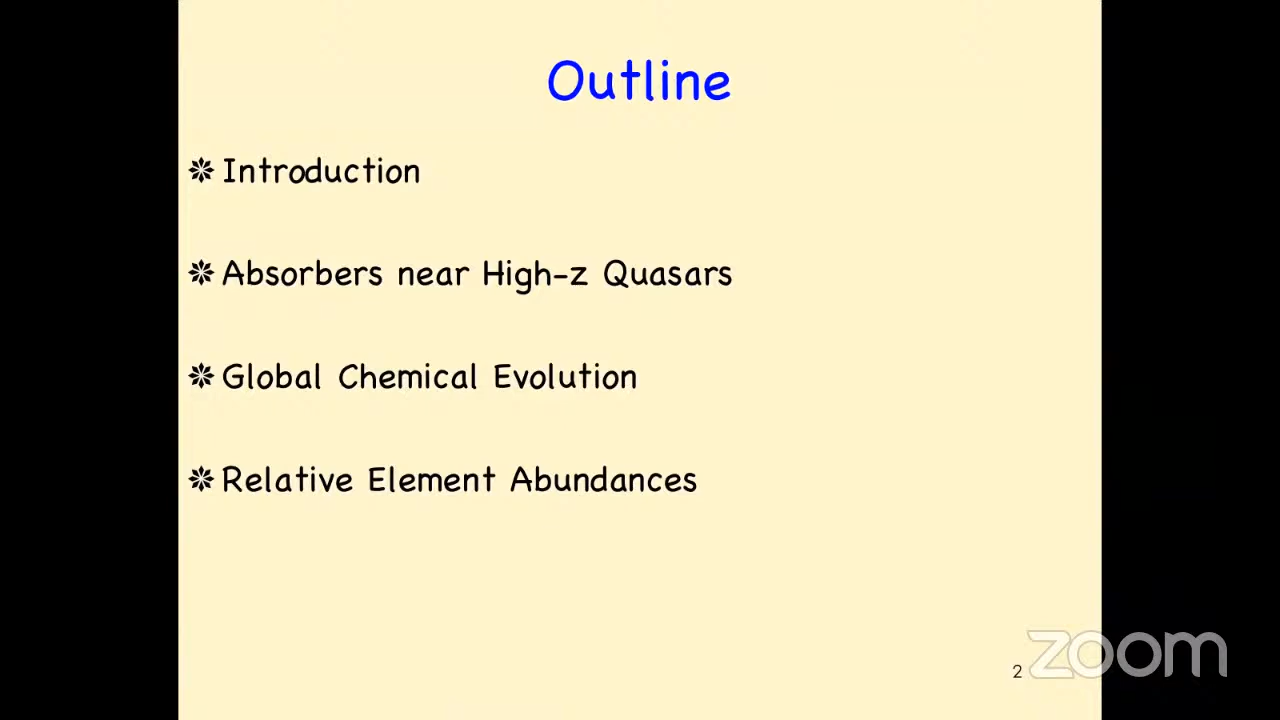 Outline
❋ Introduction
❋ Absorbers near High-z Quasars
❋ Global Chemical Evolution
❋ Relative Element Abundances
2
zoom